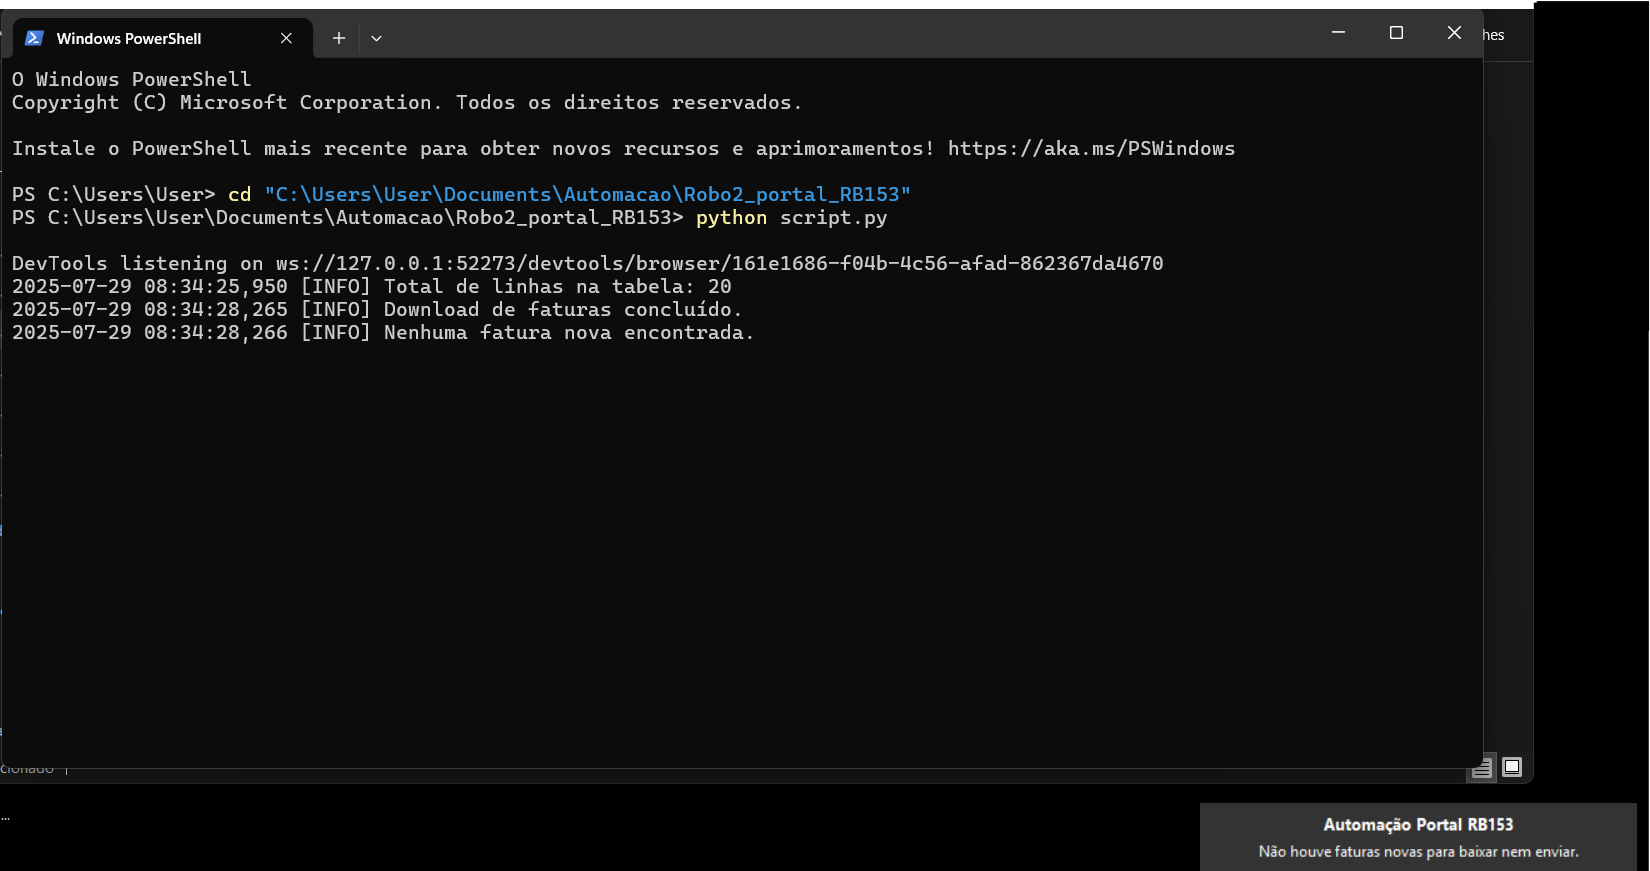 Windows PowerShell
hes
O Windows PowerShell
Copyright (C) Microsoft Corporation. Todos os direitos reservados.
Instale o PowerShell mais recente para obter novos recursos e aprimoramentos! https://aka.ms/PSWindows
PS C:\Users\User> cd "C:\Users\User\Documents\Automacao\Robo2_portal_RB153"
PS C:\Users\User\Documents\Automacao\Robo2_portal_RB153> python script.py
DevTools listening on ws://127.0.0.1:52273/devtools/browser/161e1686-f04b-4c56-afad-862367da4670
2025-07-29 08:34:25,950 [INFO] Total de linhas na tabela: 20
2025-07-29 08:34:28,265 [INFO] Download de faturas concluído.
2025-07-29 08:34:28,266 [INFO] Nenhuma fatura nova encontrada.
cionado
...
Automação Portal RB153
Não houve faturas novas para baixar nem enviar.